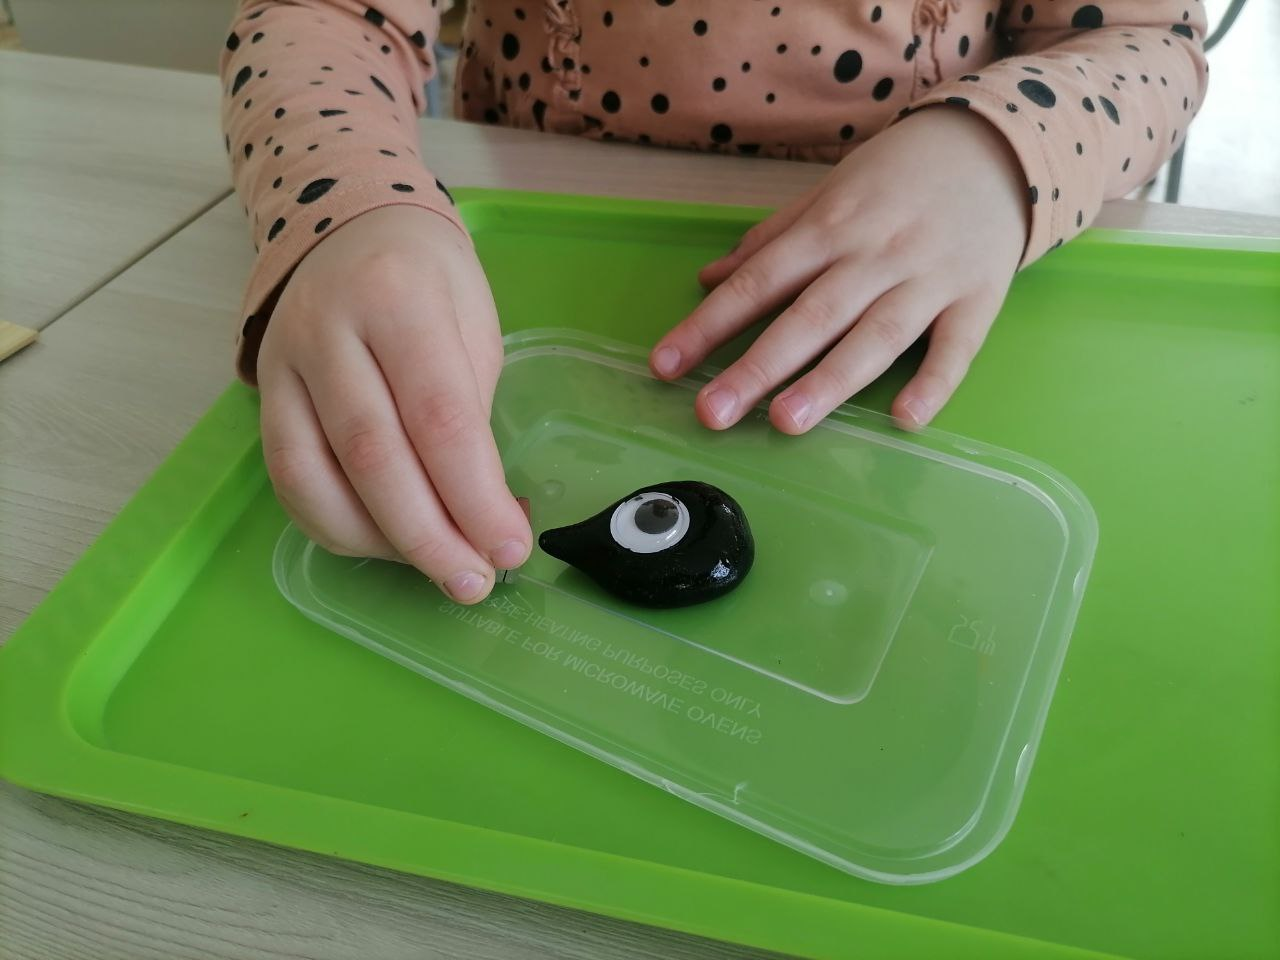 SUITABLE FOR MICROWAVE OVENS
RE-HEATING PURPOSES ONLY